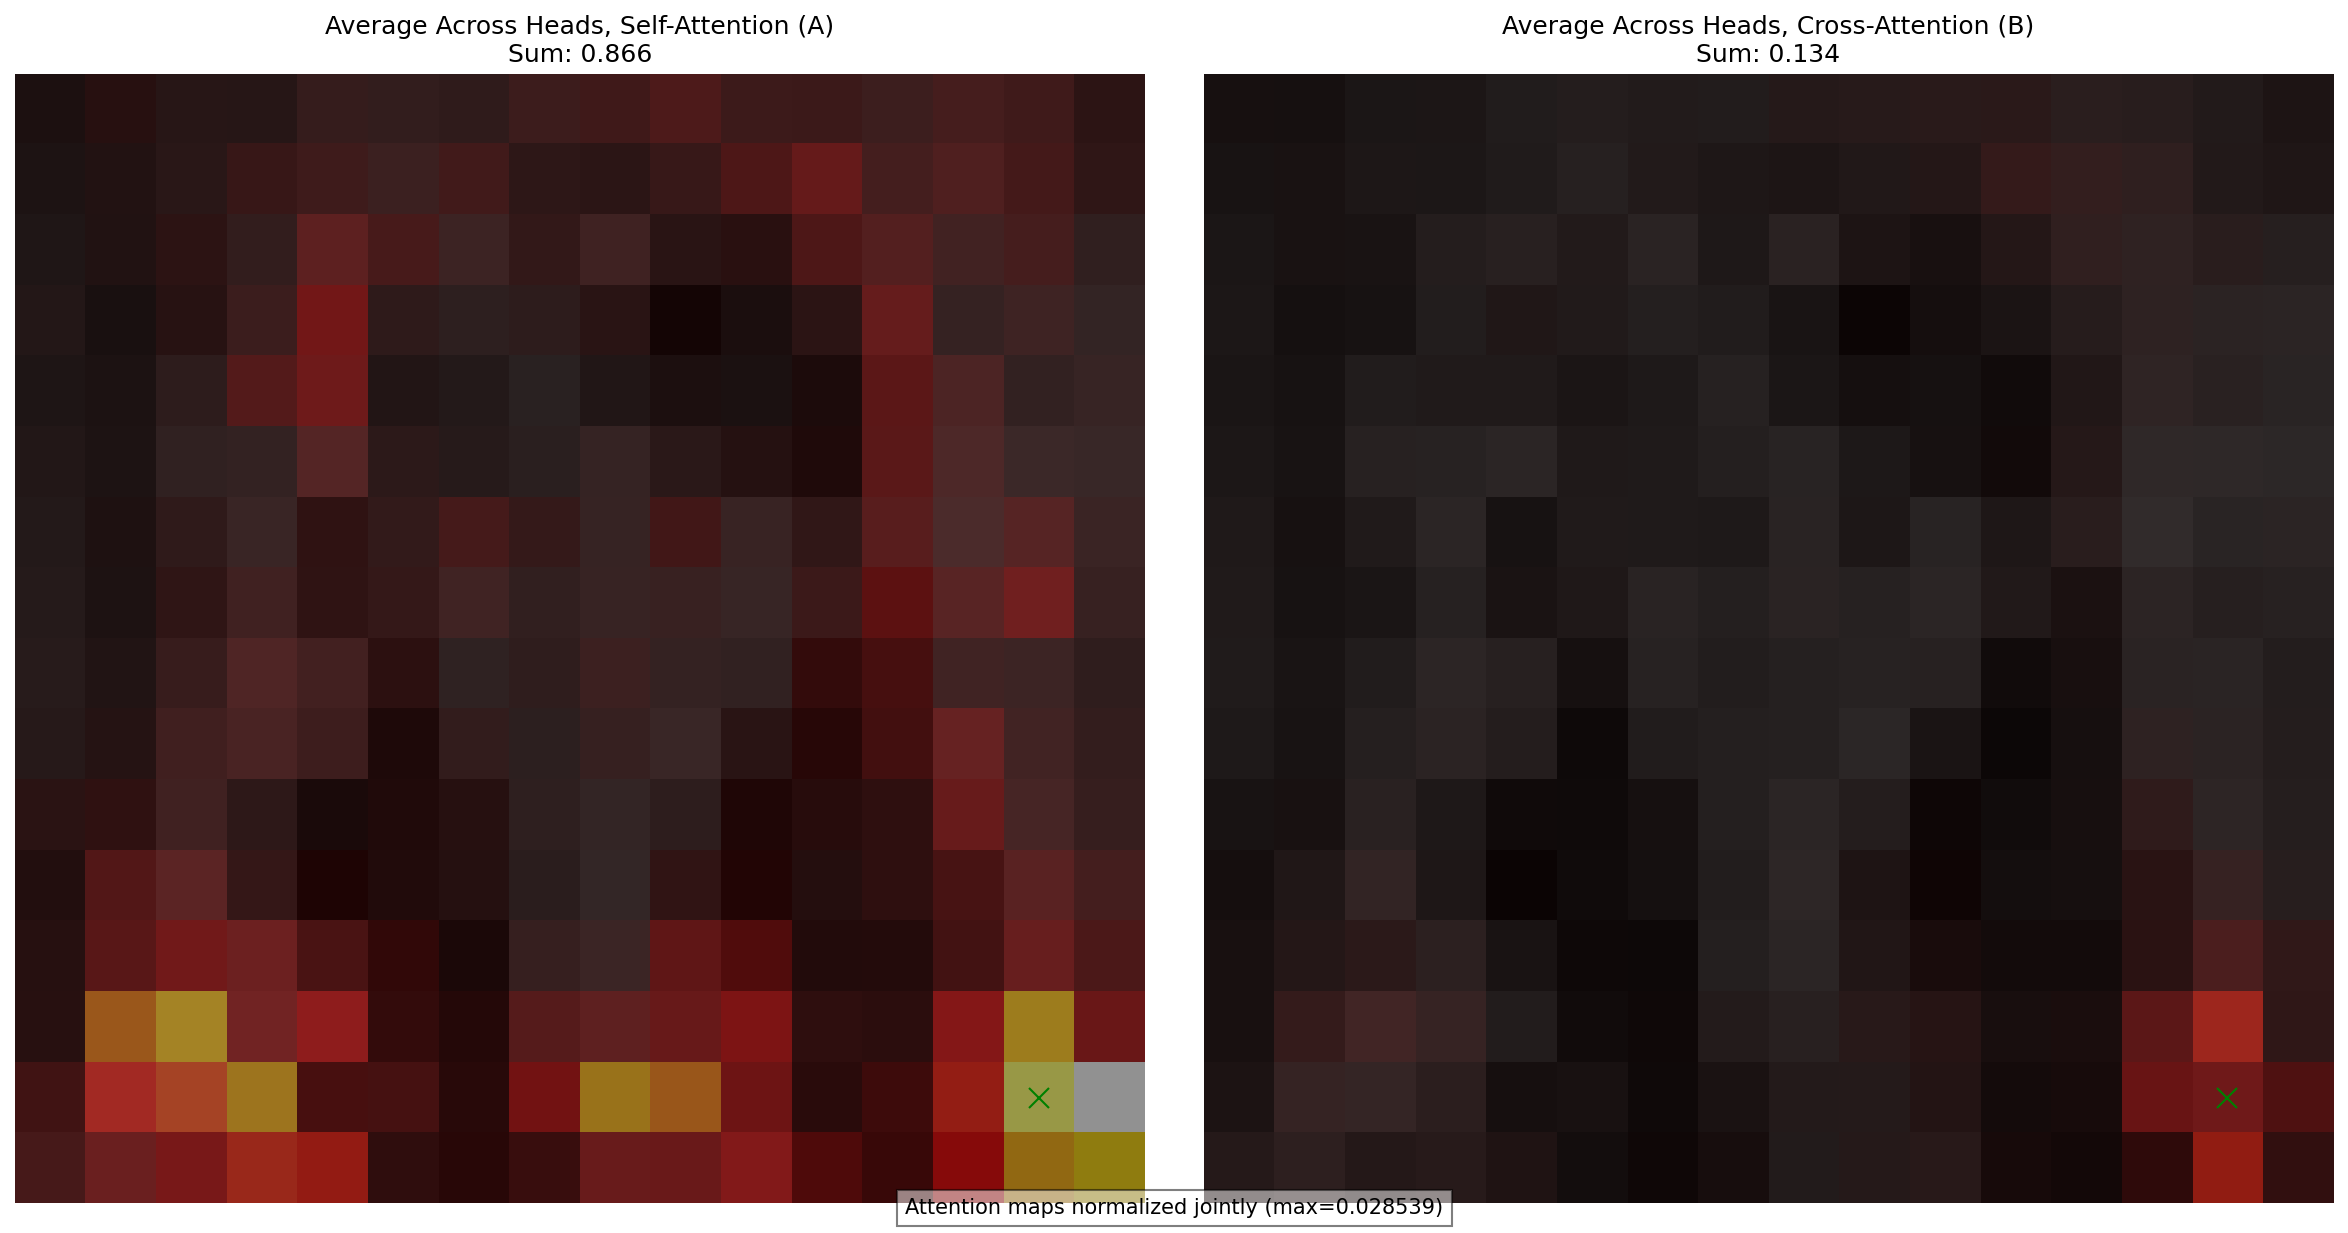 Average Across Heads, Self-Attention (A)
Sum: 0.866
Average Across Heads, Cross-Attention (B)
Sum: 0.134
Attention maps normalized jointly (max=0.028539)